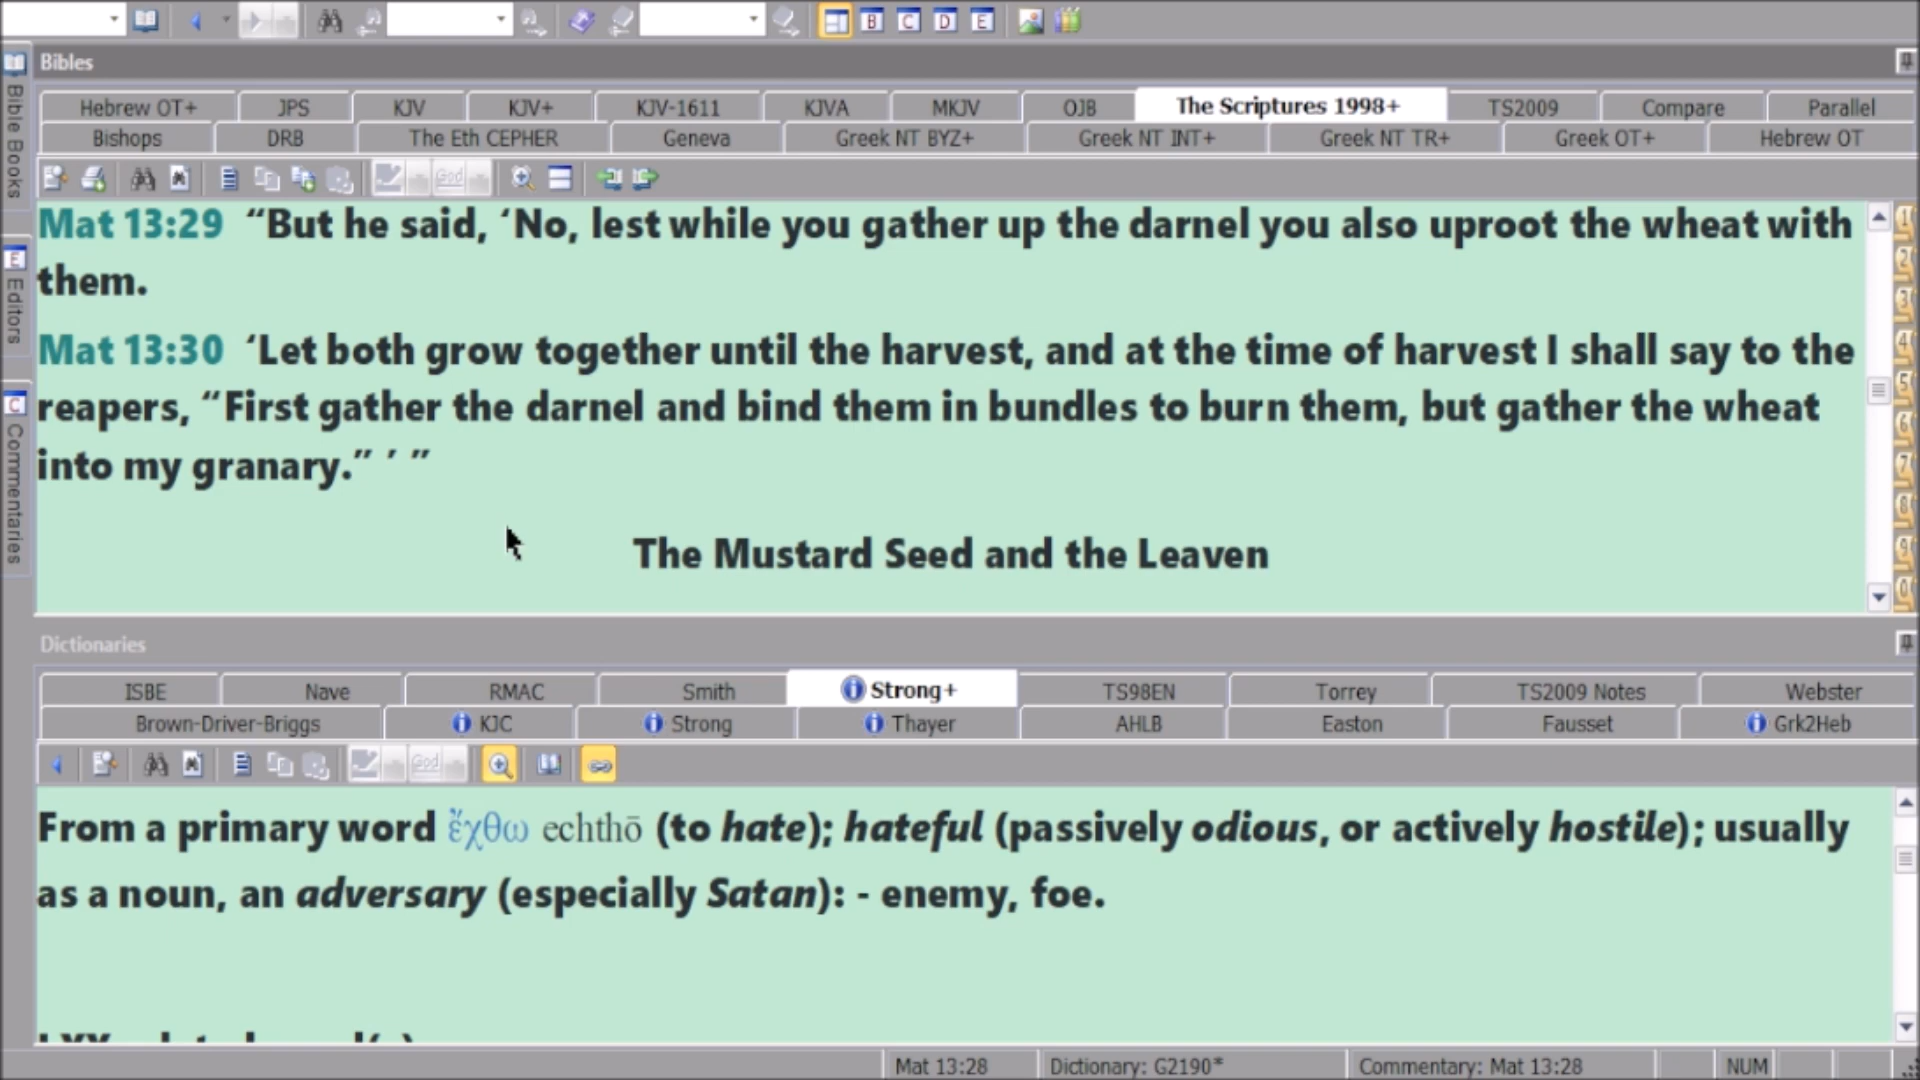 Bibles
Hebrew OT+ JPS KJV KJV+ KJV-1611 KJVA MKJV OJB The Scriptures 1998+ TS2009 Compare Parallel
Bishops DRB The Eth CEPHER Geneva Greek NT BYZ+ Greek NT INT+ Greek NT TR+ Greek OT+ Hebrew OT
Bible Books
Editors
Commentaries
B C D E
Mat 13:29 “But he said, ‘No, lest while you gather up the darnel you also uproot the wheat with
them.
Mat 13:30 ‘Let both grow together until the harvest, and at the time of harvest I shall say to the
reapers, “First gather the darnel and bind them in bundles to burn them, but gather the wheat
into my granary.” ’ ”
The Mustard Seed and the Leaven
Dictionaries
ISBE Nave RMAC Smith Strong+ TS98EN Torrey TS2009 Notes Webster
Brown-Driver-Briggs KJC Strong Thayer AHLB Easton Fausset Grk2Heb
From a primary word ἔχθω echthō (to hate); hateful (passively odious, or actively hostile); usually
as a noun, an adversary (especially Satan): - enemy, foe.
Mat 13:28 Dictionary: G2190* Commentary: Mat 13:28 NUM